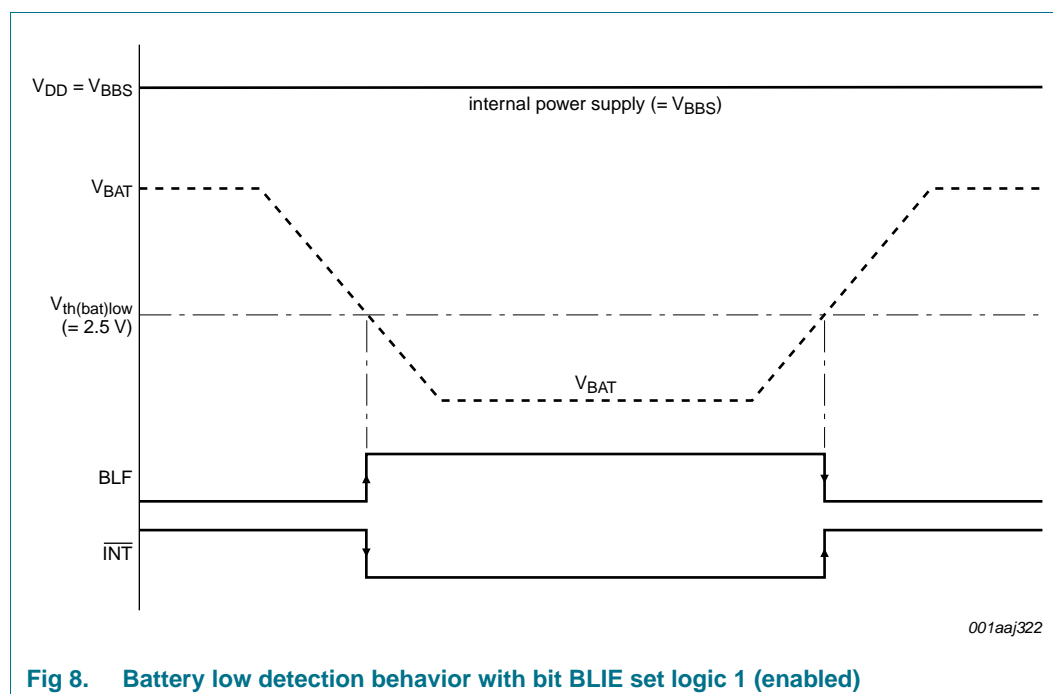 VDD = VBBS
internal power supply (= VBBS)
VBAT
Vth(bat)low
(= 2.5 V)
VBAT
BLF
INT
001aaj322
Fig 8. Battery low detection behavior with bit BLIE set logic 1 (enabled)